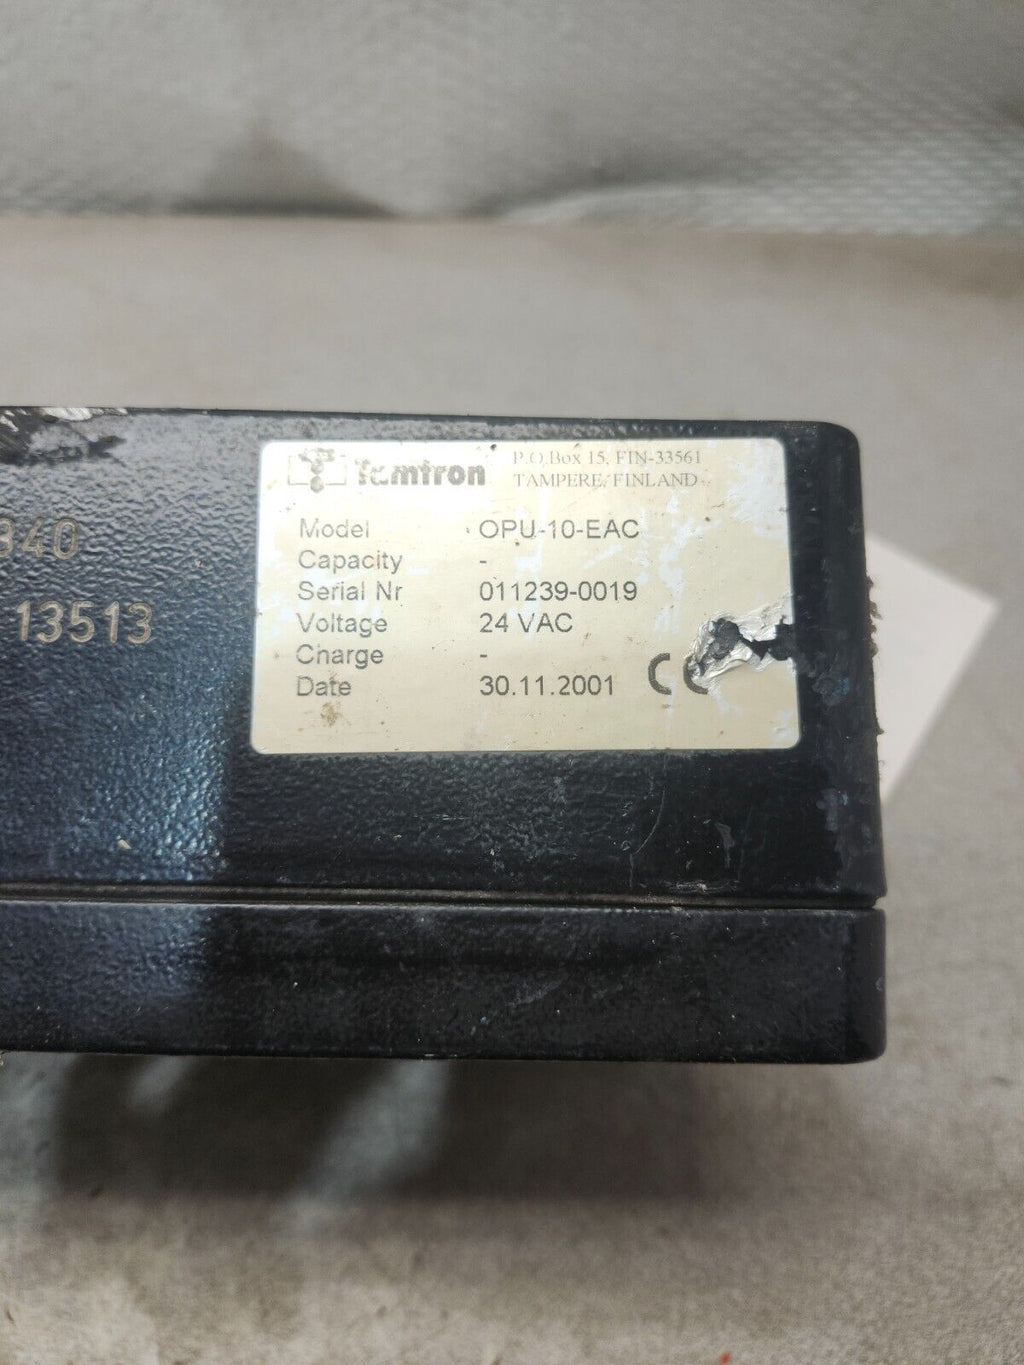 Tamtron
P.O.Box 15, FIN-33561
TAMPERE, FINLAND
Model OPU-10-EAC
Capacity -
Serial Nr 011239-0019
Voltage 24 VAC
Charge -
Date 30.11.2001 CE
340
13513